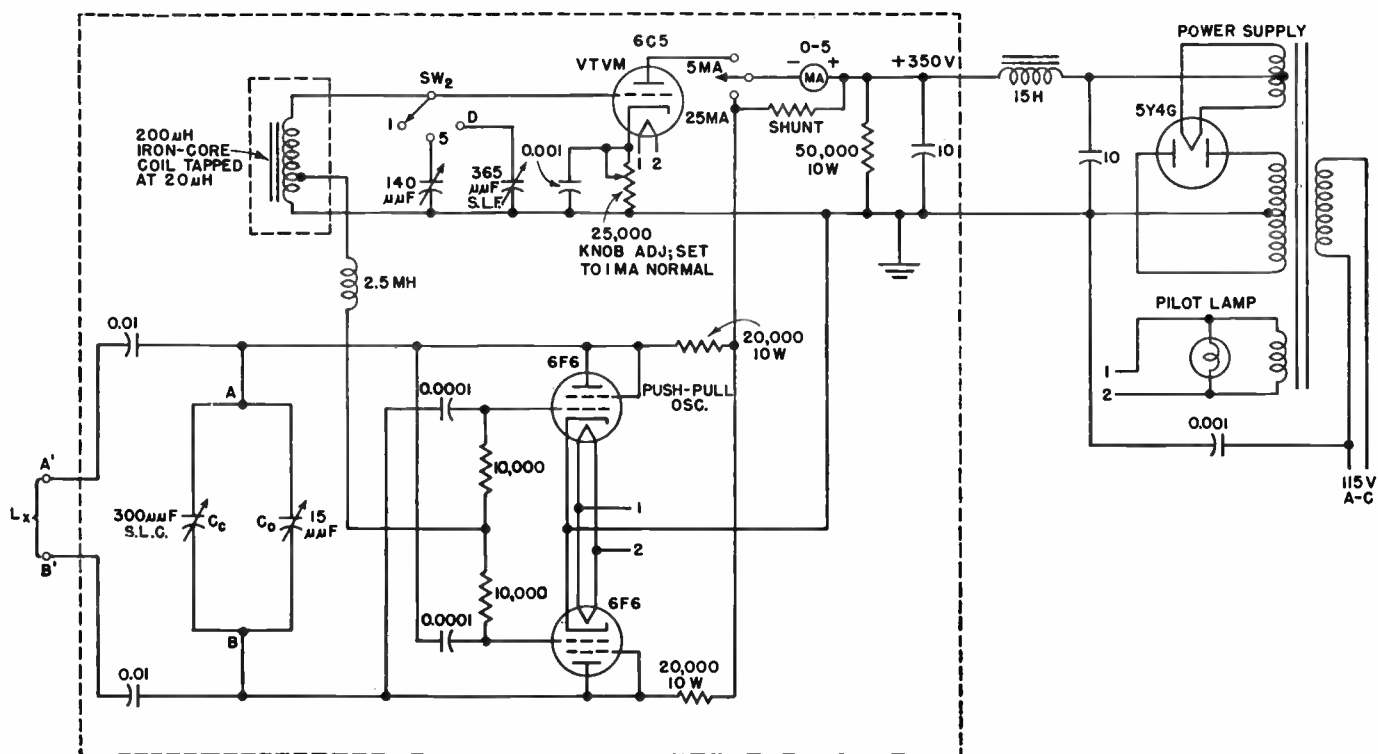 POWER SUPPLY
6C5
0-5
VTVM
5MA
- +
MA
+350V
SW2
15H
5Y4G
1
5
D
25MA
SHUNT
200μH
IRON-CORE
COIL TAPPED
AT 20μH
0.001
1 2
50,000
10W
10
10
140
μμF
365
μμF
S.L.F.
25,000
KNOB ADJ; SET
TO 1 MA NORMAL
2.5MH
PILOT LAMP
0.01
20,000
10W
6F6
1
2
A
0.0001
PUSH-PULL
OSC.
0.001
A'
10,000
115V
A-C
Lx
300μμF
S.L.C.
Cc
Co
15
μμF
1
B'
2
10,000
6F6
B
0.0001
0.01
20,000
10W